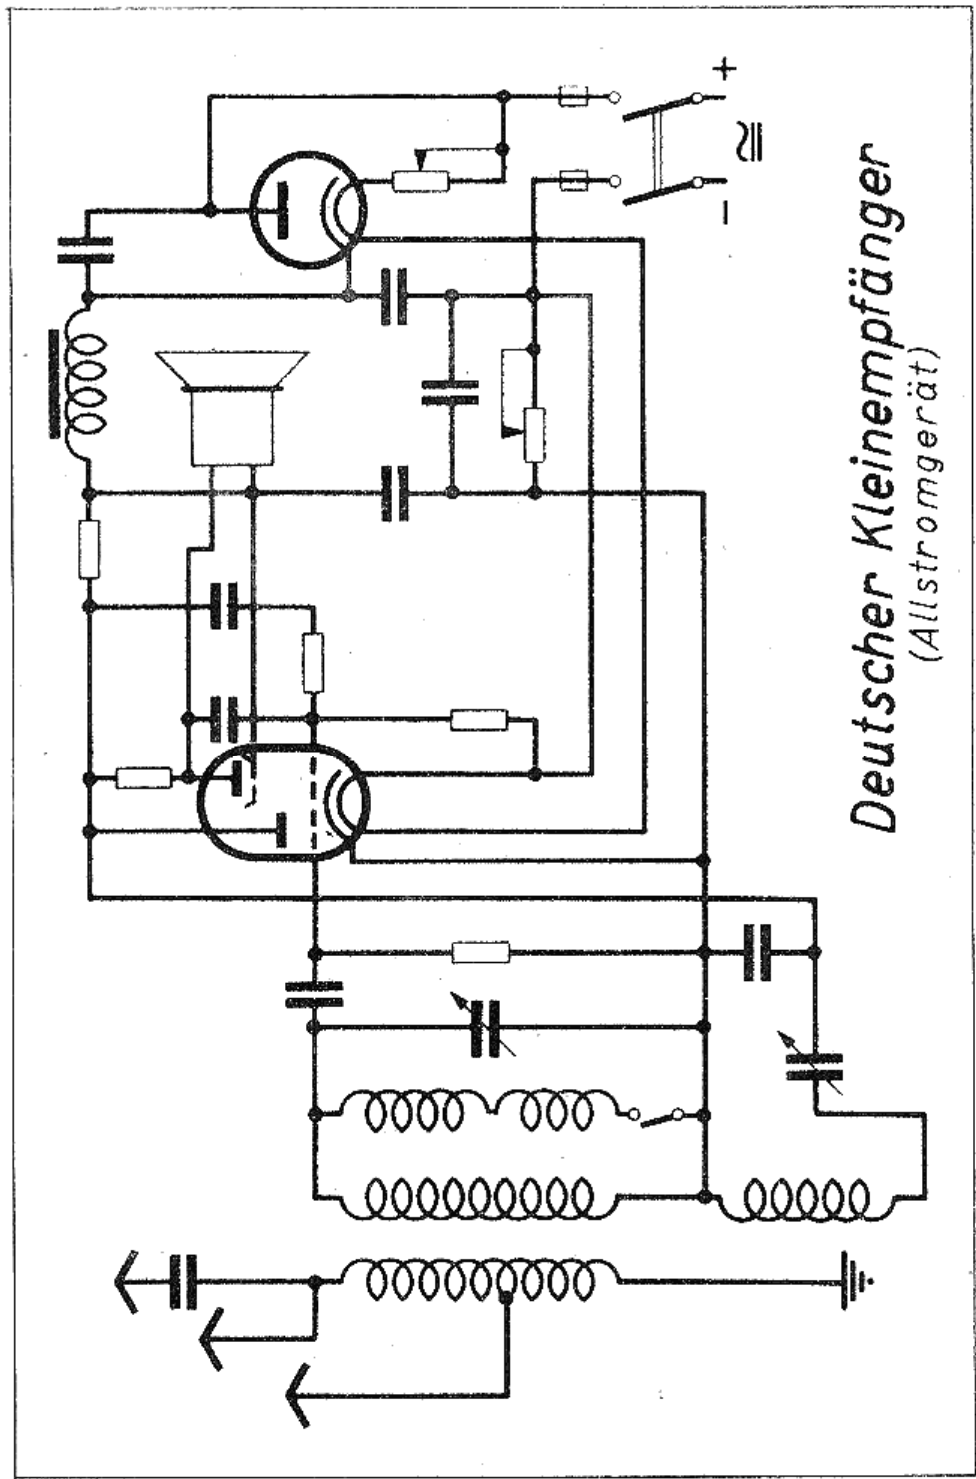 Deutscher Kleinempfänger
(Allstromgerät)
+
≅
−